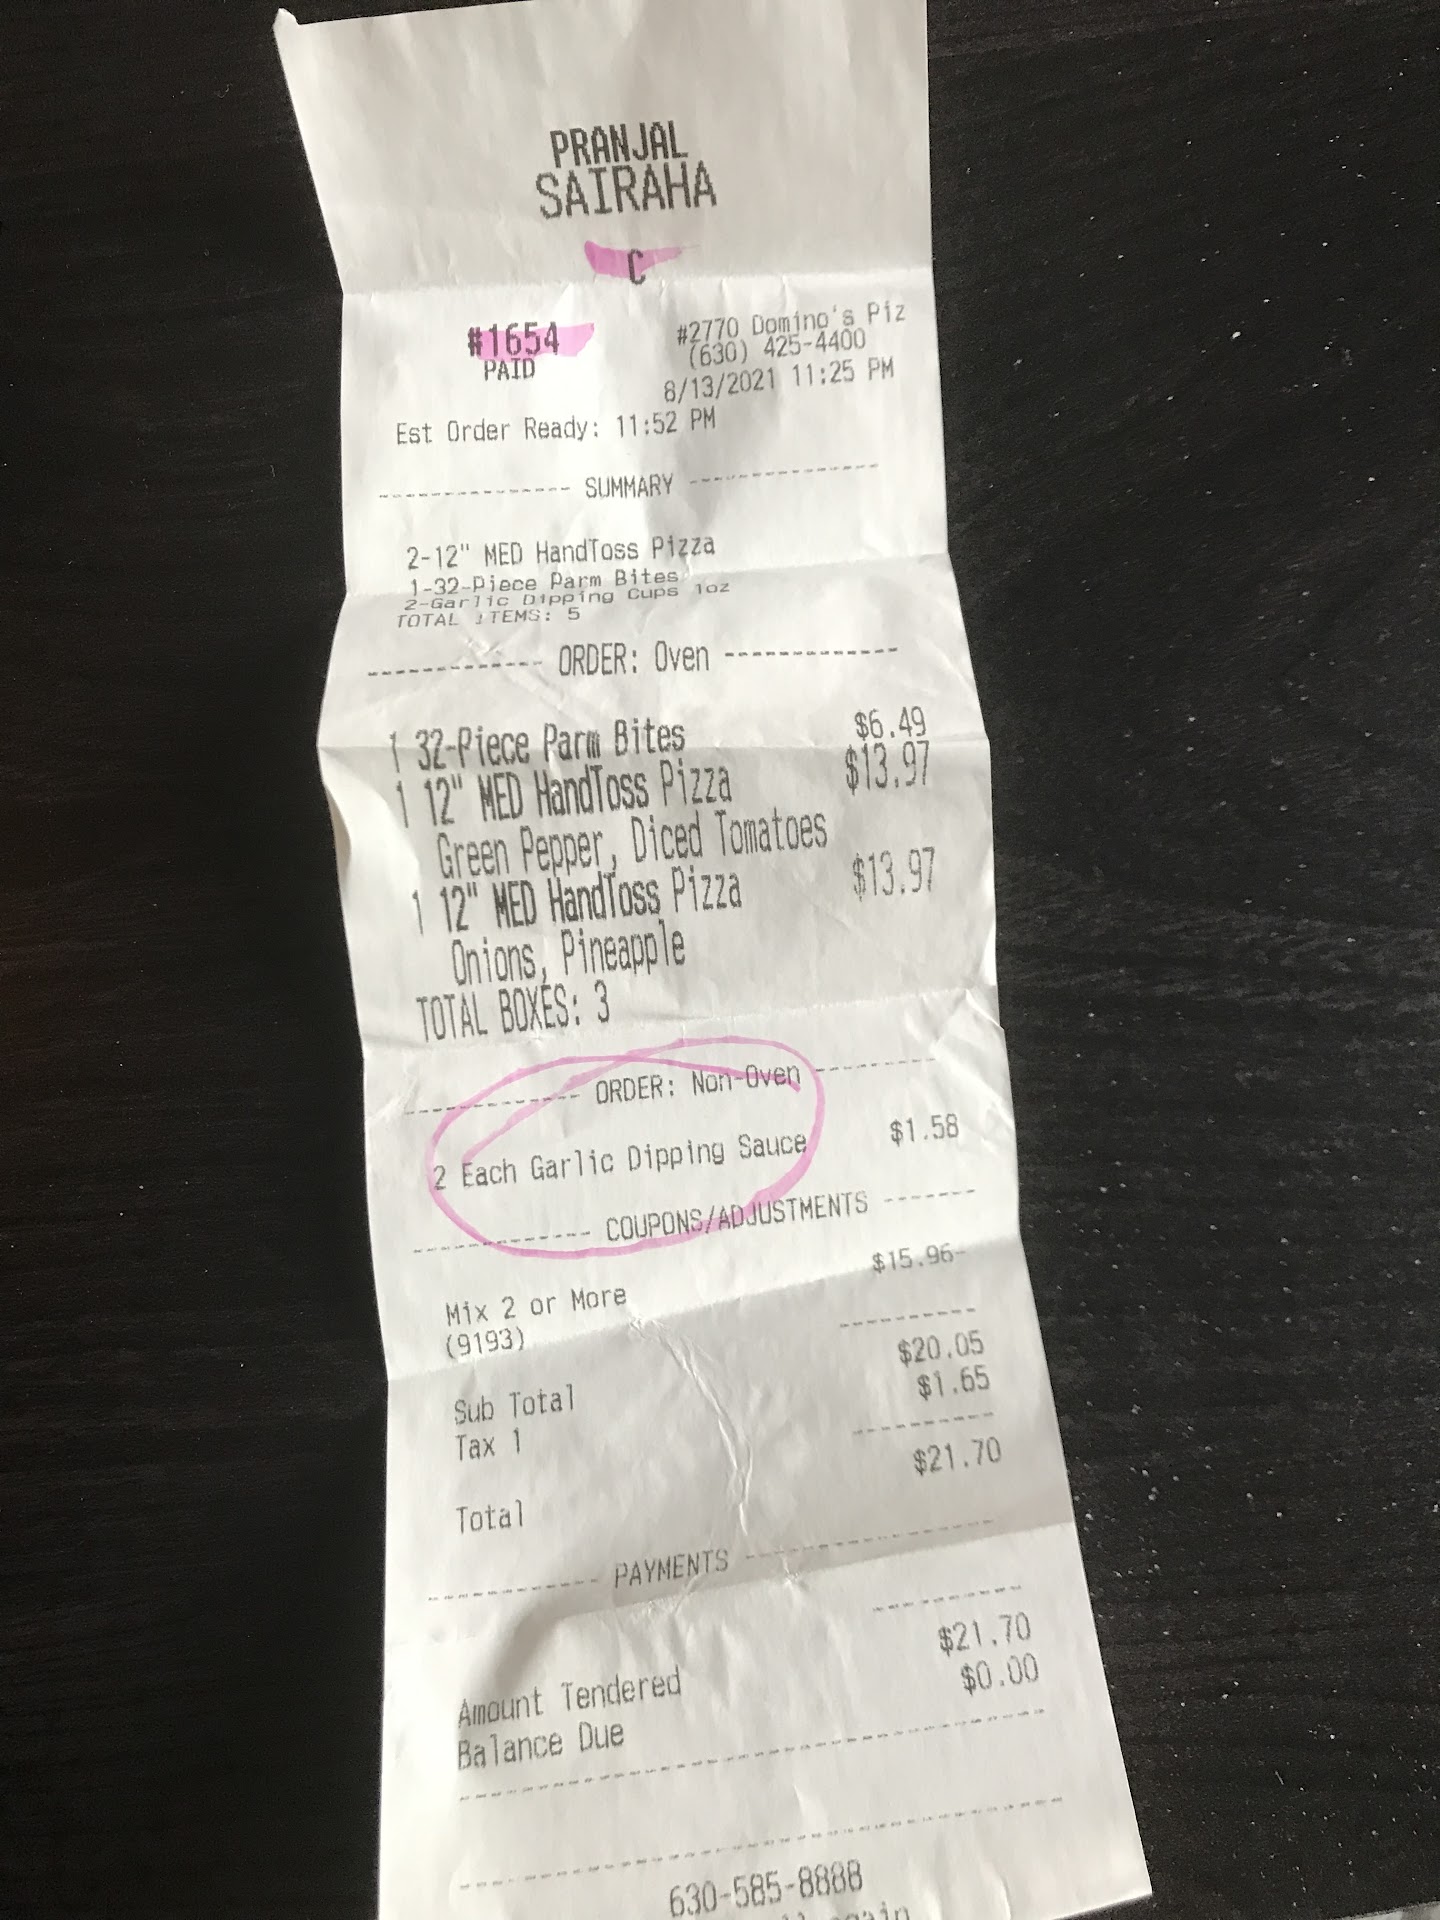 PRANJAL
SAIRAHA
C
#1654
PAID
#2770 Domino's Piz
(630) 425-4400
8/13/2021 11:25 PM
Est Order Ready: 11:52 PM
SUMMARY
2-12" MED HandToss Pizza
1-32-Piece Parm Bites
2-Garlic Dipping Cups 1oz
TOTAL ITEMS: 5
ORDER: Oven
1 32-Piece Parm Bites $6.49
1 12" MED HandToss Pizza $13.97
Green Pepper, Diced Tomatoes
1 12" MED HandToss Pizza $13.97
Onions, Pineapple
TOTAL BOXES: 3
ORDER: Non-Oven
2 Each Garlic Dipping Sauce $1.58
COUPONS/ADJUSTMENTS
Mix 2 or More $15.96-
(9193)
Sub Total $20.05
Tax 1 $1.65
Total $21.70
PAYMENTS
Amount Tendered $21.70
Balance Due $0.00
630-585-8888